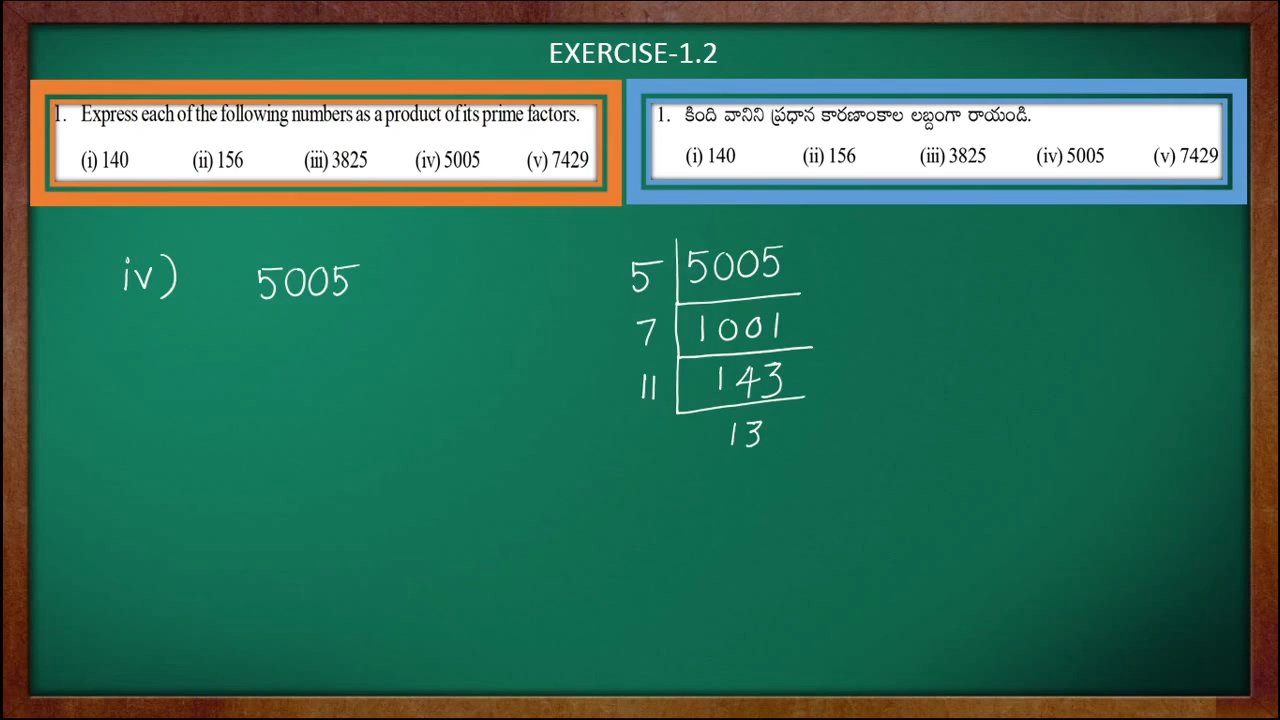 EXERCISE-1.2
1. Express each of the following numbers as a product of its prime factors.
(i) 140 (ii) 156 (iii) 3825 (iv) 5005 (v) 7429
1. కింది వానిని ప్రధాన కారణాంకాల లబ్దంగా రాయండి.
(i) 140 (ii) 156 (iii) 3825 (iv) 5005 (v) 7429
iv) 5005
5 5005
7 1001
11 143
13